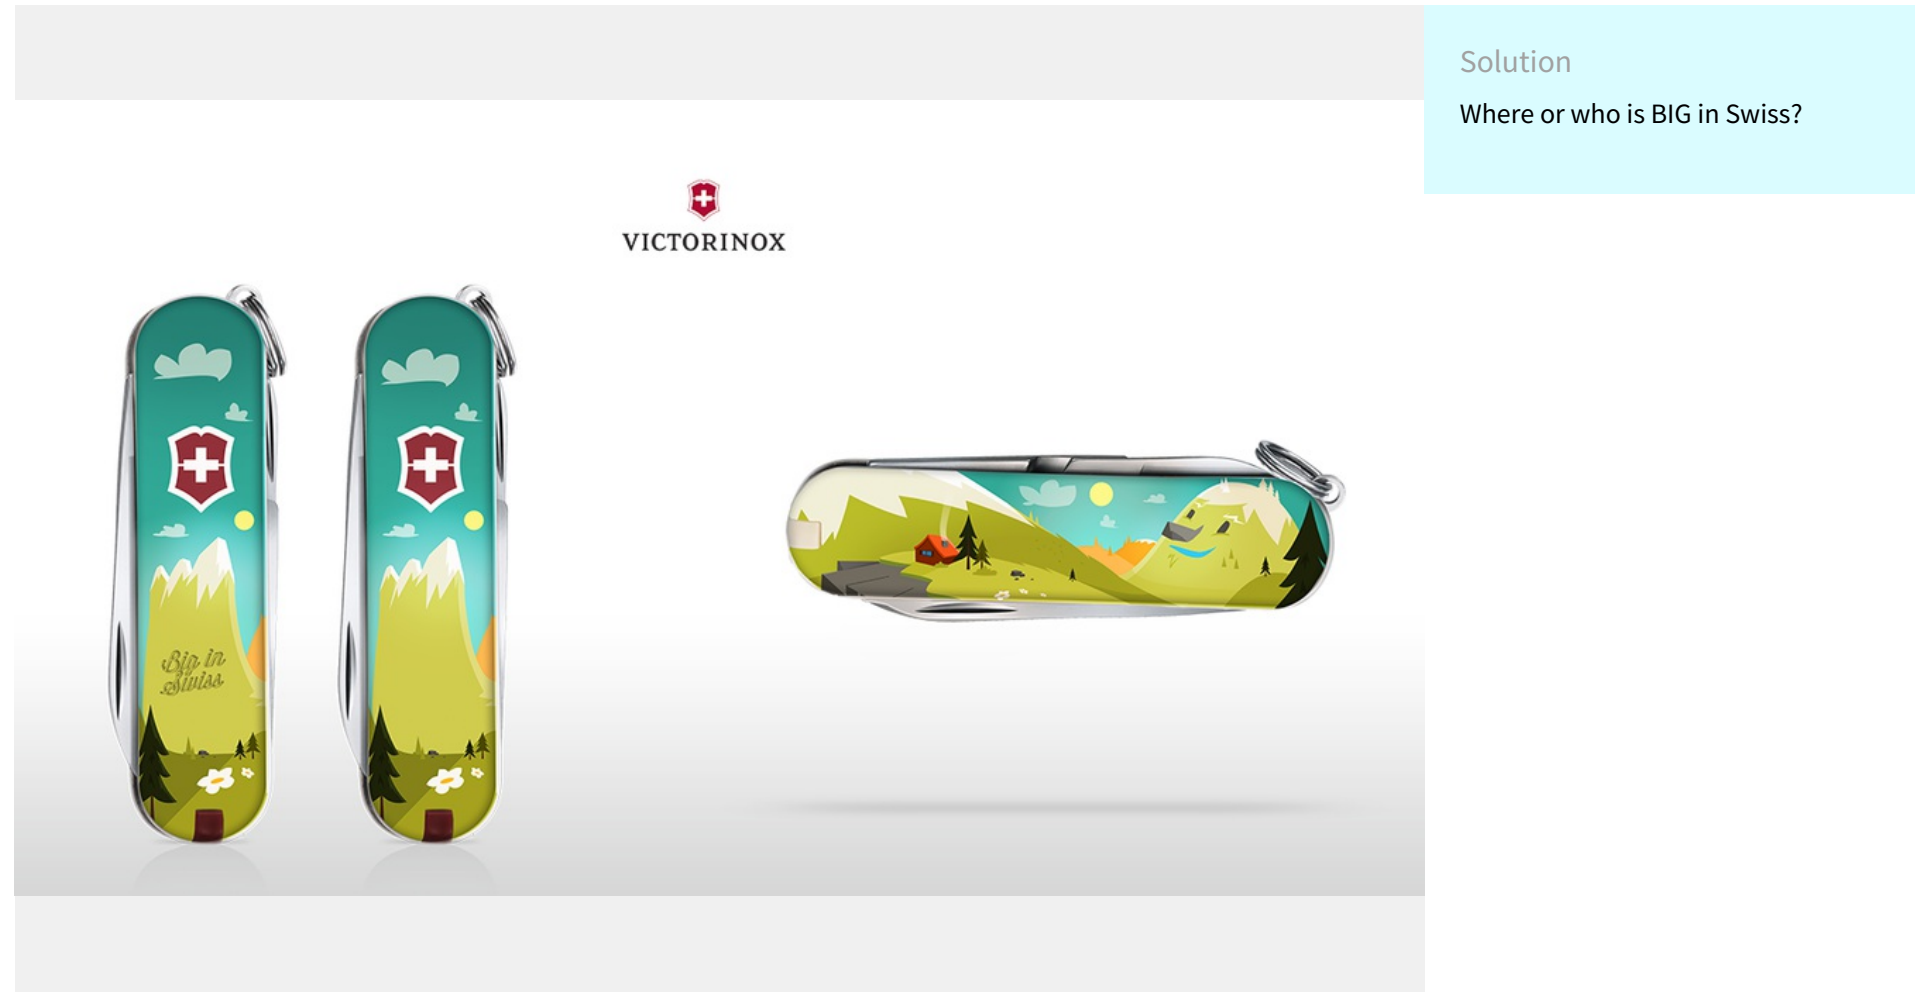 Solution
Where or who is BIG in Swiss?
VICTORINOX
Big in
Swiss